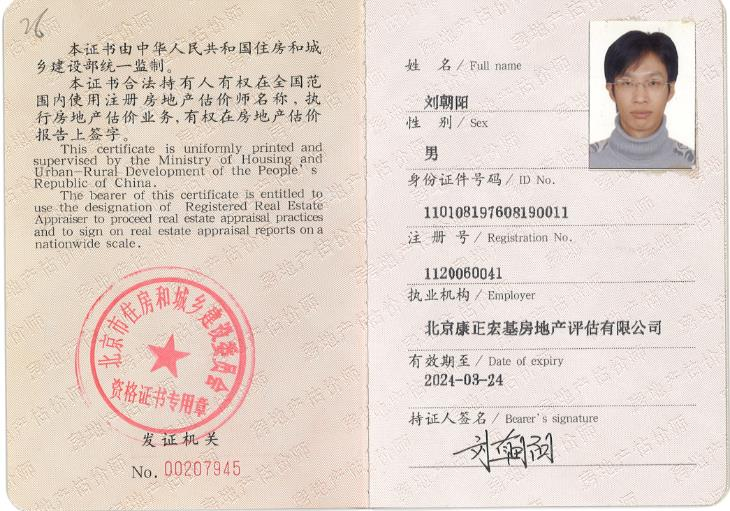 26
本证书由中华人民共和国住房和城
乡建设部统一监制。
本证书合法持有人有权在全国范
围内使用注册房地产估价师名称，执
行房地产估价业务，有权在房地产估价
报告上签字。
This certificate is uniformly printed and
supervised by the Ministry of Housing and
Urban-Rural Development of the People's
Republic of China.
The bearer of this certificate is entitled to
use the designation of Registered Real Estate
Appraiser to proceed real estate appraisal practices
and to sign on real estate appraisal reports on a
nationwide scale.
北京市住房和城乡建设委员会
资格证书专用章
发证机关
No. 00207945
姓 名 / Full name
刘朝阳
性 别 / Sex
男
身份证件号码 / ID No.
110108197608190011
注 册 号 / Registration No.
1120060041
执业机构 / Employer
北京康正宏基房地产评估有限公司
有效期至 / Date of expiry
2024-03-24
持证人签名 / Bearer's signature
刘朝阳
房地产估价师